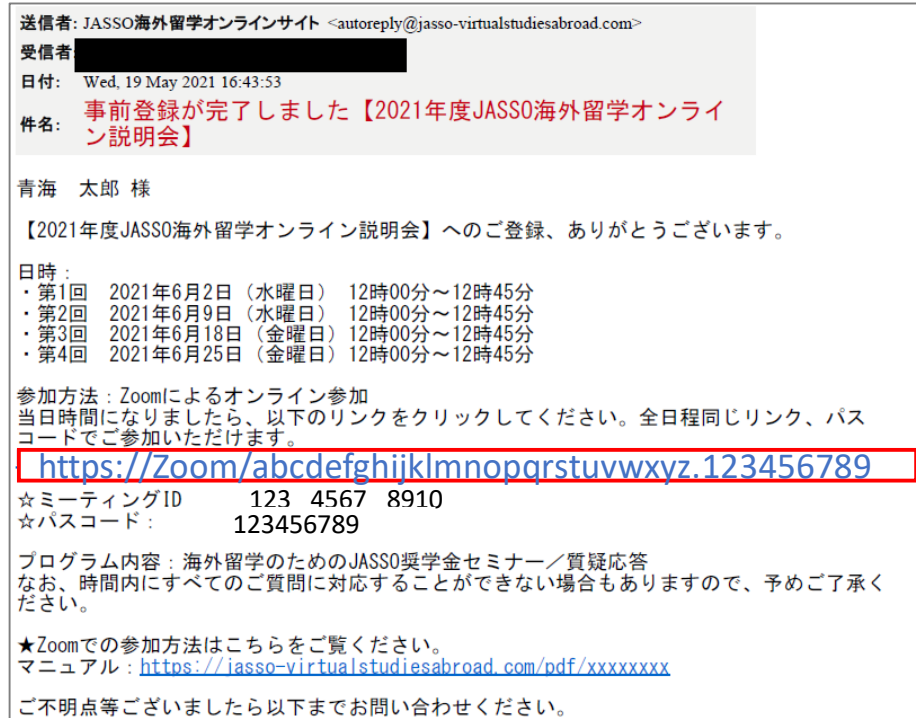 送信者: JASSO海外留学オンラインサイト <autoreply@jasso-virtualstudiesabroad.com>
受信者:
日付: Wed, 19 May 2021 16:43:53
件名: 事前登録が完了しました【2021年度JASSO海外留学オンライ
ン説明会】
青海 太郎 様
【2021年度JASSO海外留学オンライン説明会】へのご登録、ありがとうございます。
日時：
・第1回 2021年6月2日（水曜日） 12時00分～12時45分
・第2回 2021年6月9日（水曜日） 12時00分～12時45分
・第3回 2021年6月18日（金曜日）12時00分～12時45分
・第4回 2021年6月25日（金曜日）12時00分～12時45分
参加方法：Zoomによるオンライン参加
当日時間になりましたら、以下のリンクをクリックしてください。全日程同じリンク、パス
コードでご参加いただけます。
https://Zoom/abcdefghijklmnopqrstuvwxyz.123456789
☆ミーティングID 123 4567 8910
☆パスコード： 123456789
プログラム内容：海外留学のためのJASSO奨学金セミナー／質疑応答
なお、時間内にすべてのご質問に対応することができない場合もありますので、予めご了承く
ださい。
★Zoomでの参加方法はこちらをご覧ください。
マニュアル：https://jasso-virtualstudiesabroad.com/pdf/xxxxxxxx
ご不明点等ございましたら以下までお問い合わせください。